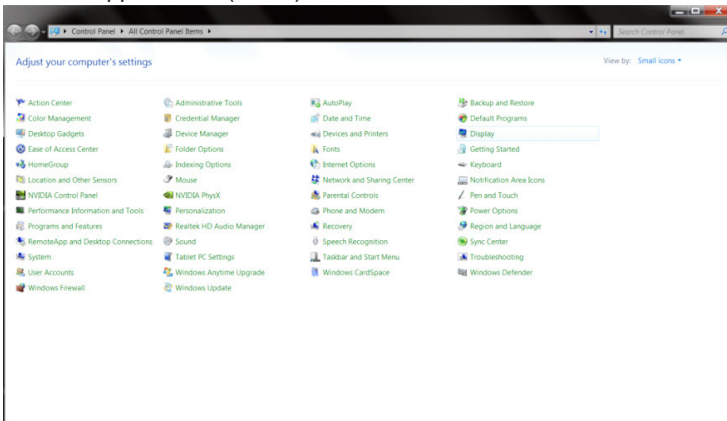 Control Panel ▸ All Control Panel Items ▸
Search Control Panel
Adjust your computer's settings
View by: Small icons
Action Center
Administrative Tools
AutoPlay
Backup and Restore
Color Management
Credential Manager
Date and Time
Default Programs
Desktop Gadgets
Device Manager
Devices and Printers
Display
Ease of Access Center
Folder Options
Fonts
Getting Started
HomeGroup
Indexing Options
Internet Options
Keyboard
Location and Other Sensors
Mouse
Network and Sharing Center
Notification Area Icons
NVIDIA Control Panel
NVIDIA PhysX
Parental Controls
Pen and Touch
Performance Information and Tools
Personalization
Phone and Modem
Power Options
Programs and Features
Realtek HD Audio Manager
Recovery
Region and Language
RemoteApp and Desktop Connections
Sound
Speech Recognition
Sync Center
System
Tablet PC Settings
Taskbar and Start Menu
Troubleshooting
User Accounts
Windows Anytime Upgrade
Windows CardSpace
Windows Defender
Windows Firewall
Windows Update